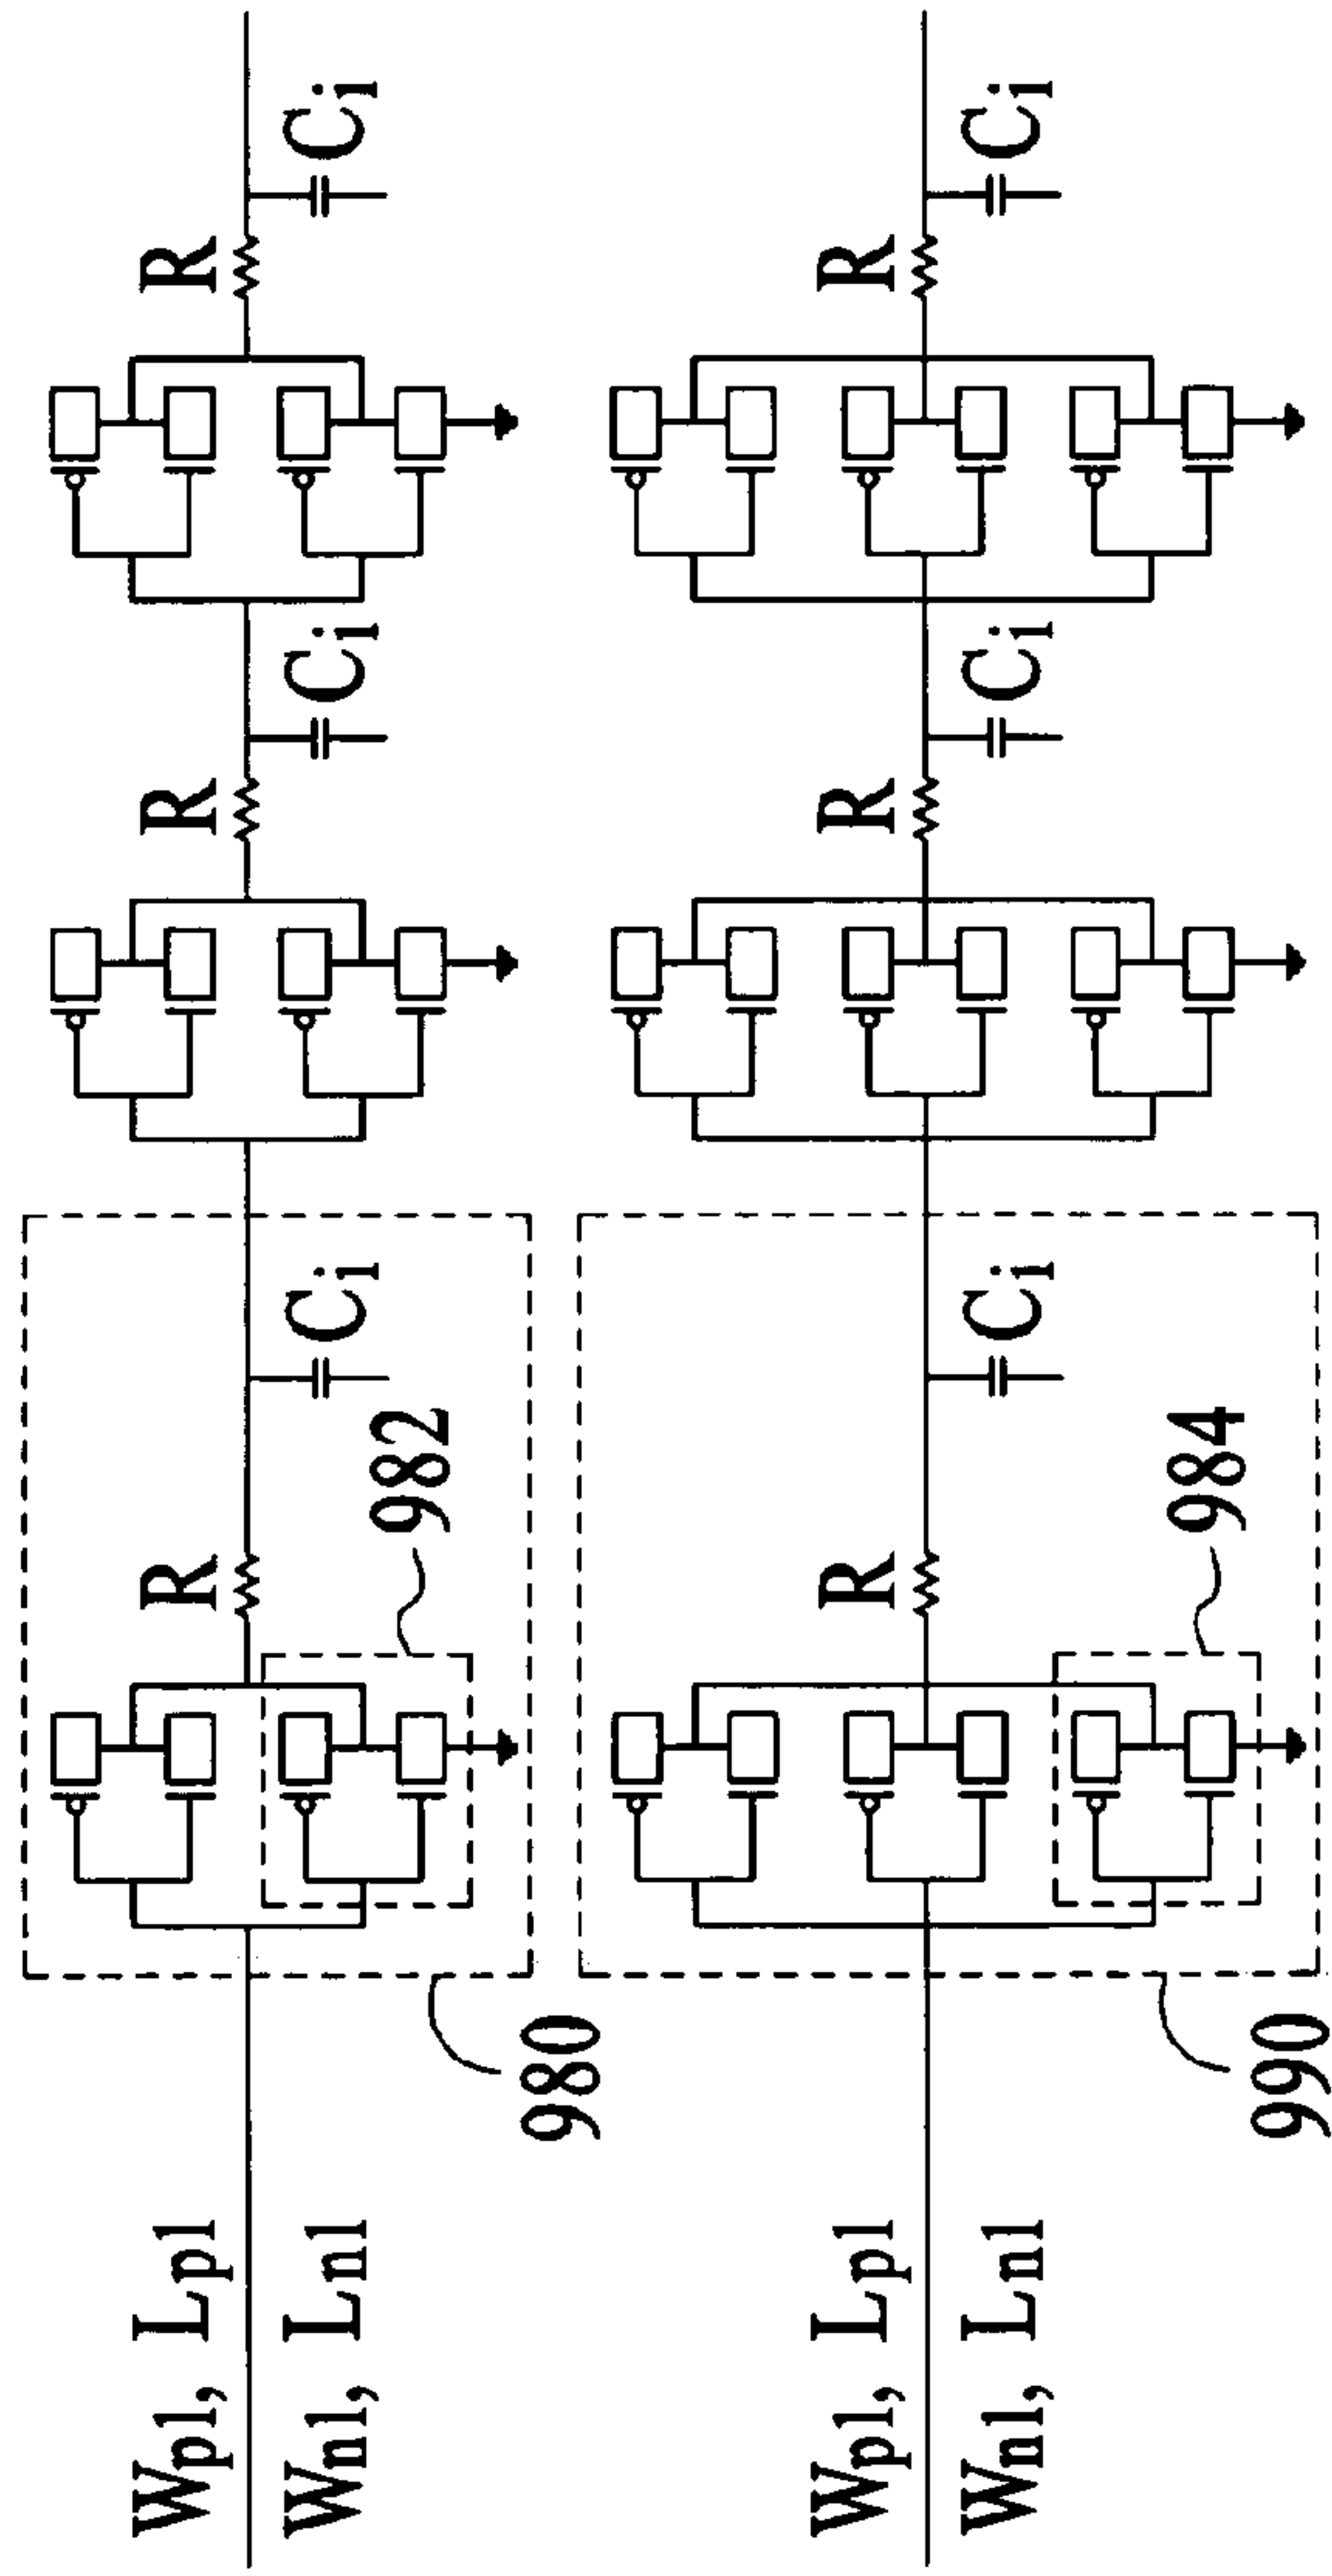 Wp1, Lp1
Wn1, Ln1
980
R
982
Ci
R
Ci
R
Ci
Wp1, Lp1
Wn1, Ln1
990
R
984
Ci
R
Ci
R
Ci